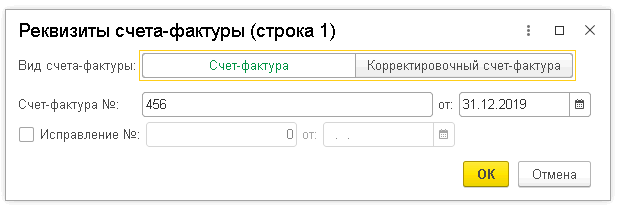 Реквизиты счета-фактуры (строка 1)
Вид счета-фактуры: Счет-фактура Корректировочный счет-фактура
Счет-фактура №: 456 от: 31.12.2019
Исправление №: 0 от: . .
ОК Отмена